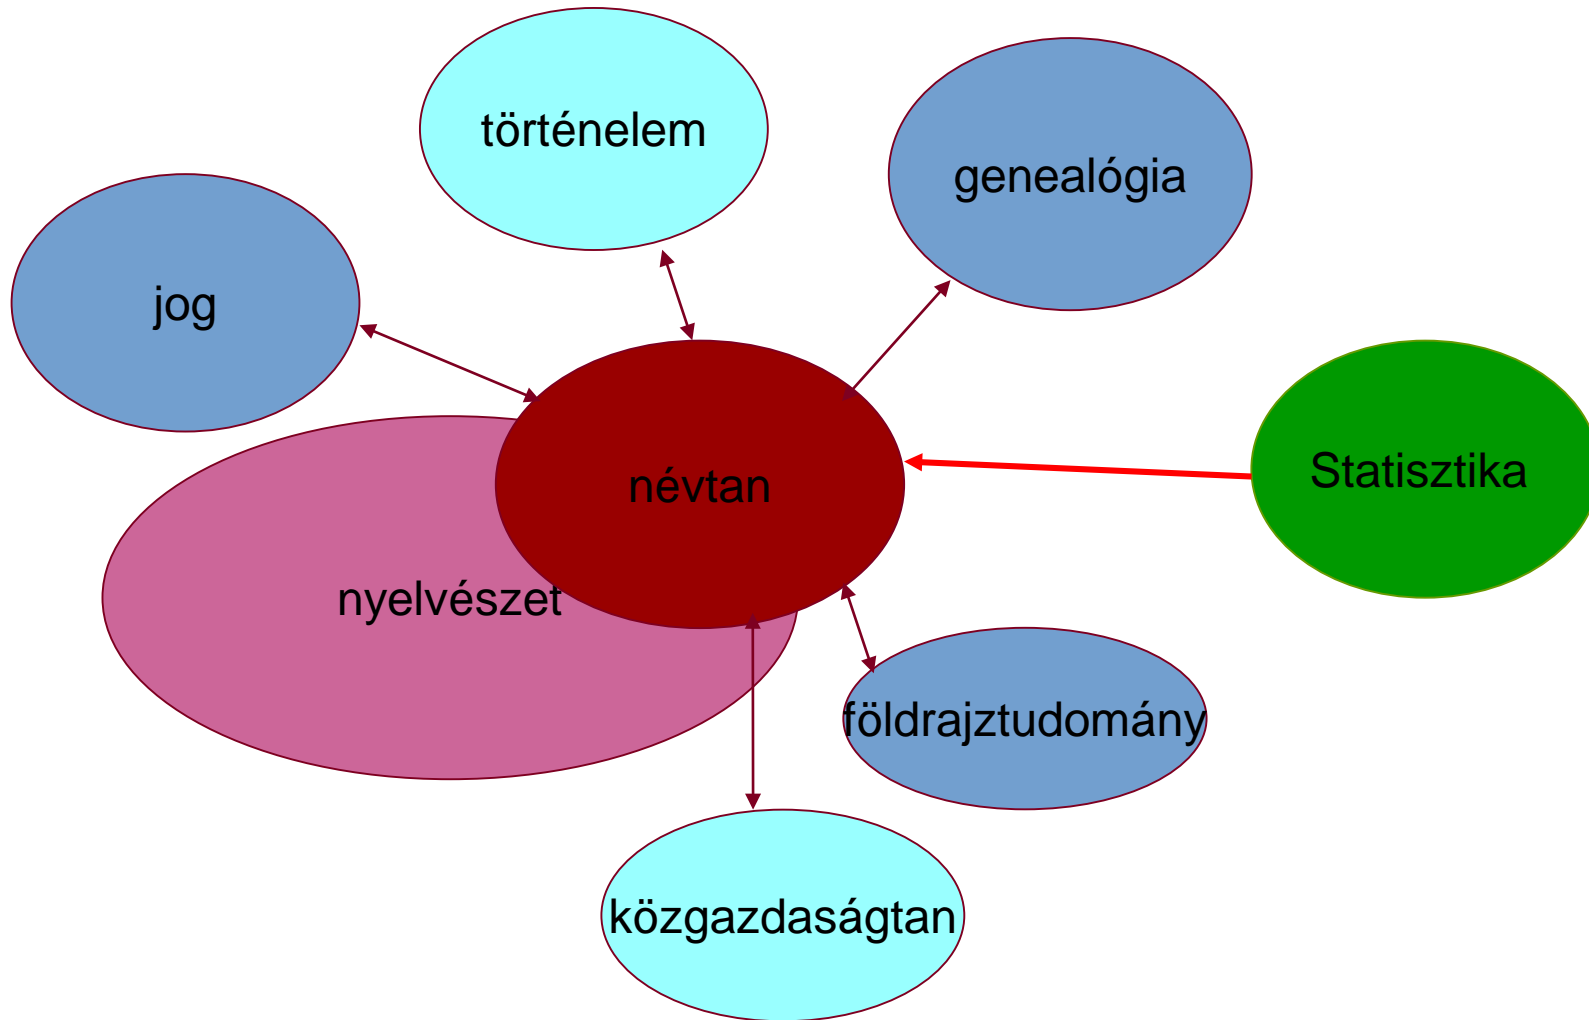 történelem
genealógia
jog
Statisztika
névtan
nyelvészet
földrajztudomány
közgazdaságtan